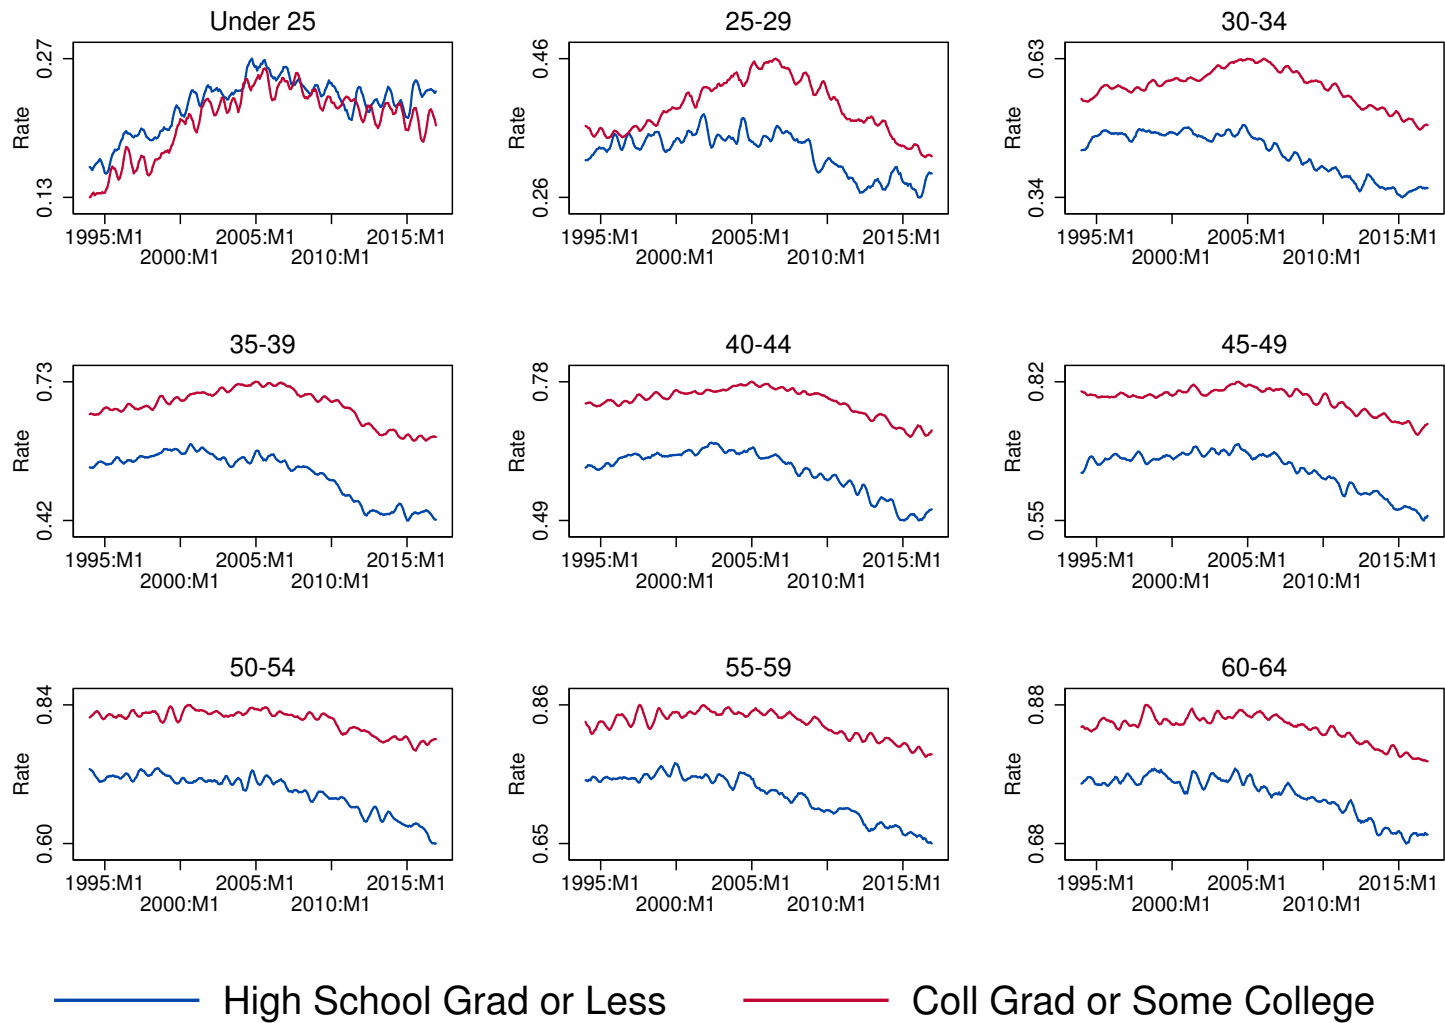 Under 25
25-29
30-34
Rate
0.13 0.27
1995:M1 2005:M1 2015:M1
2000:M1 2010:M1
Rate
0.26 0.46
1995:M1 2005:M1 2015:M1
2000:M1 2010:M1
Rate
0.34 0.63
1995:M1 2005:M1 2015:M1
2000:M1 2010:M1
35-39
40-44
45-49
Rate
0.42 0.73
1995:M1 2005:M1 2015:M1
2000:M1 2010:M1
Rate
0.49 0.78
1995:M1 2005:M1 2015:M1
2000:M1 2010:M1
Rate
0.55 0.82
1995:M1 2005:M1 2015:M1
2000:M1 2010:M1
50-54
55-59
60-64
Rate
0.60 0.84
1995:M1 2005:M1 2015:M1
2000:M1 2010:M1
Rate
0.65 0.86
1995:M1 2005:M1 2015:M1
2000:M1 2010:M1
Rate
0.68 0.88
1995:M1 2005:M1 2015:M1
2000:M1 2010:M1
High School Grad or Less
Coll Grad or Some College